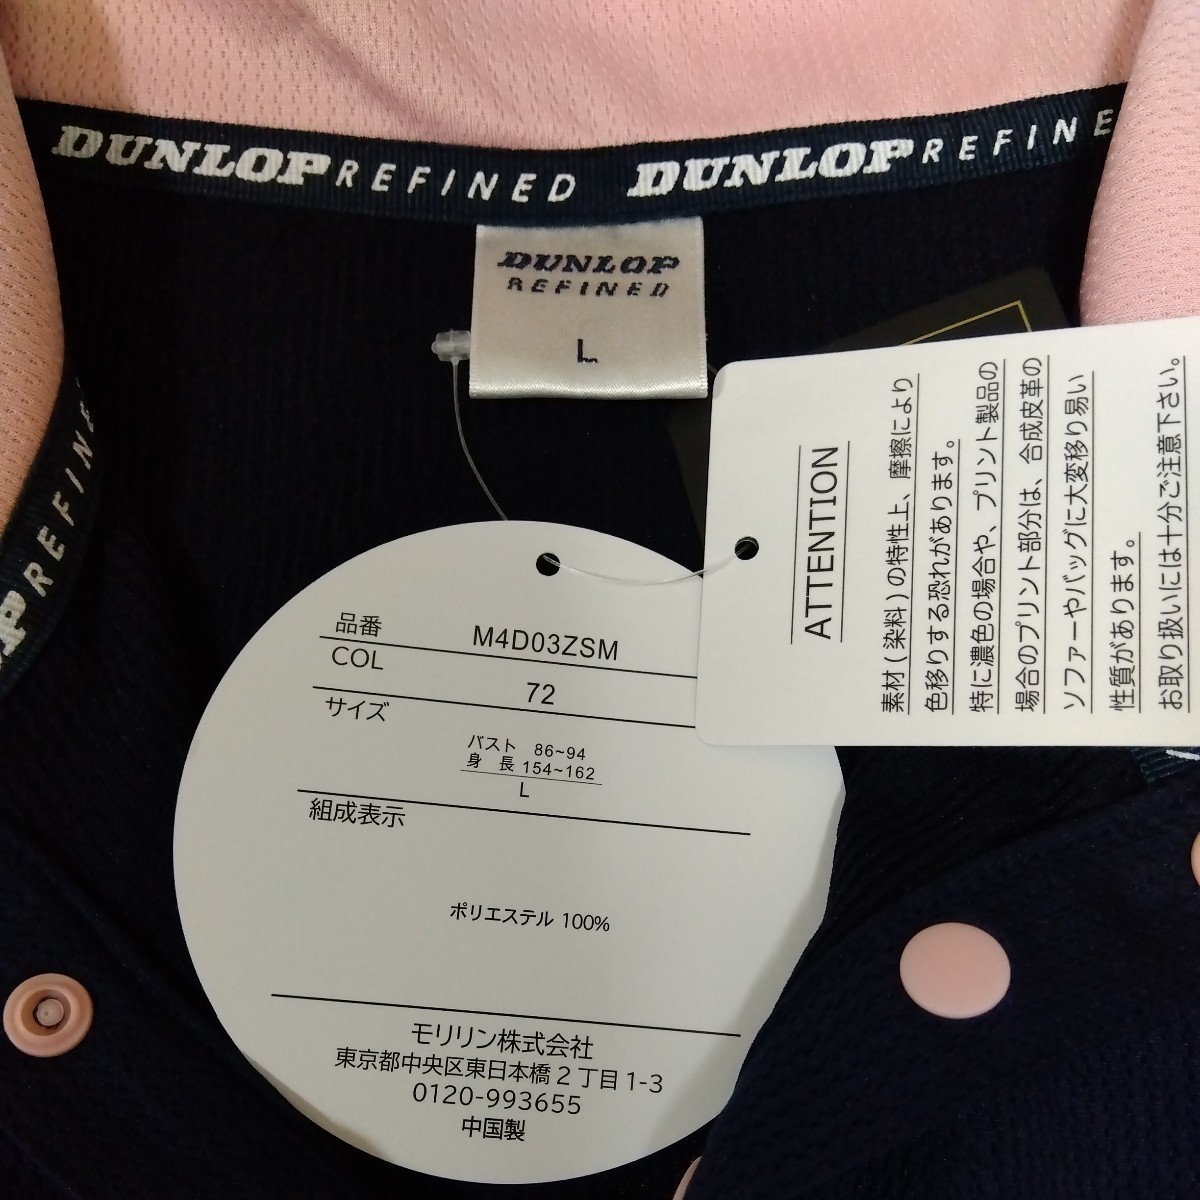 DUNLOP REFINED DUNLOP REFINE
DUNLOP
REFINED
L
REFINE
品番 M4D03ZSM
COL
72
サイズ
バスト 86~94
身 長 154~162
L
組成表示
ポリエステル 100%
モリリン株式会社
東京都中央区東日本橋2丁目1-3
0120-993655
中国製
ATTENTION
素材(染料)の特性上、摩擦により
色移りする恐れがあります。
特に濃色の場合や、プリント製品の
場合のプリント部分は、合成皮革の
ソファーやバッグに大変移り易い
性質があります。
お取り扱いには十分ご注意下さい。